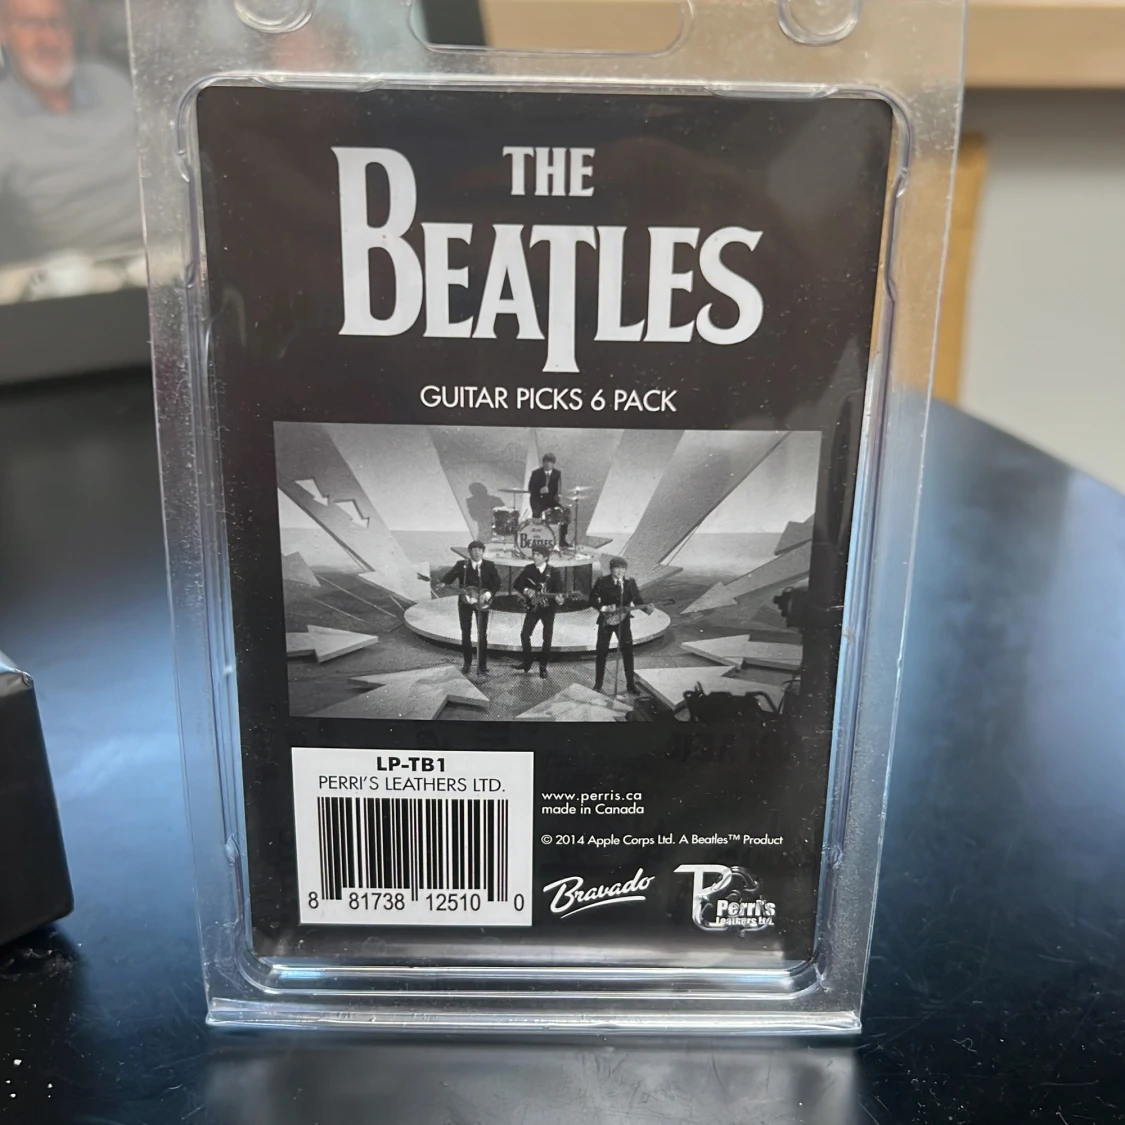 THE
BEATLES
GUITAR PICKS 6 PACK
THE
BEATLES
LP-TB1
PERRI'S LEATHERS LTD.
8 81738 12510 0
www.perris.ca
made in Canada
© 2014 Apple Corps Ltd. A Beatles™ Product
Bravado
Perri's
Leathers Ltd.